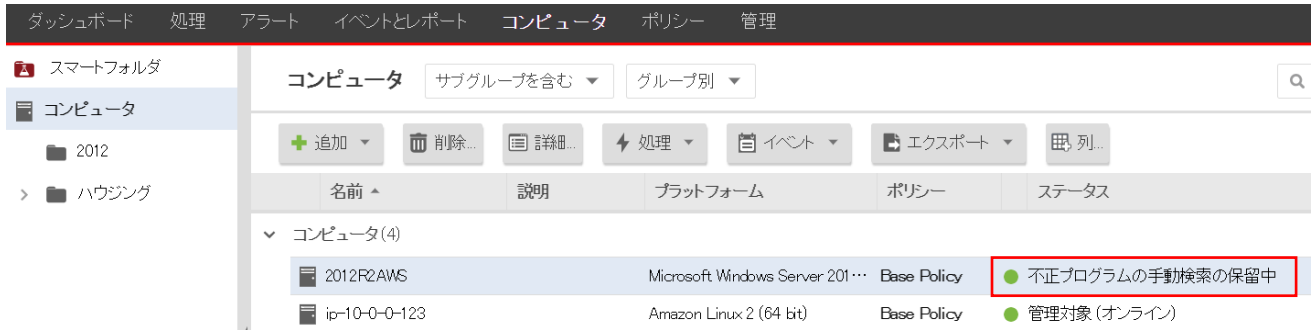 ダッシュボード 処理 アラート イベントとレポート コンピュータ ポリシー 管理
スマートフォルダ
コンピュータ サブグループを含む グループ別
コンピュータ
2012
ハウジング
追加 削除... 詳細... 処理 イベント エクスポート 列...
名前 説明 プラットフォーム ポリシー ステータス
コンピュータ(4)
2012R2AWS Microsoft Windows Server 201… Base Policy 不正プログラムの手動検索の保留中
ip-10-0-0-123 Amazon Linux 2 (64 bit) Base Policy 管理対象 (オンライン)